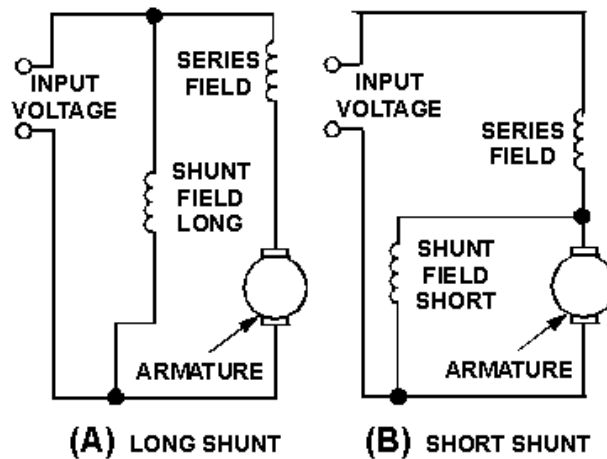 INPUT
VOLTAGE
SERIES
FIELD
SHUNT
FIELD
LONG
ARMATURE
(A) LONG SHUNT
INPUT
VOLTAGE
SERIES
FIELD
SHUNT
FIELD
SHORT
ARMATURE
(B) SHORT SHUNT